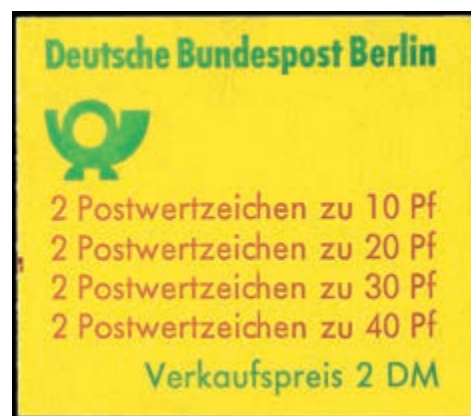 Deutsche Bundespost Berlin
2 Postwertzeichen zu 10 Pf
2 Postwertzeichen zu 20 Pf
2 Postwertzeichen zu 30 Pf
2 Postwertzeichen zu 40 Pf
Verkaufspreis 2 DM